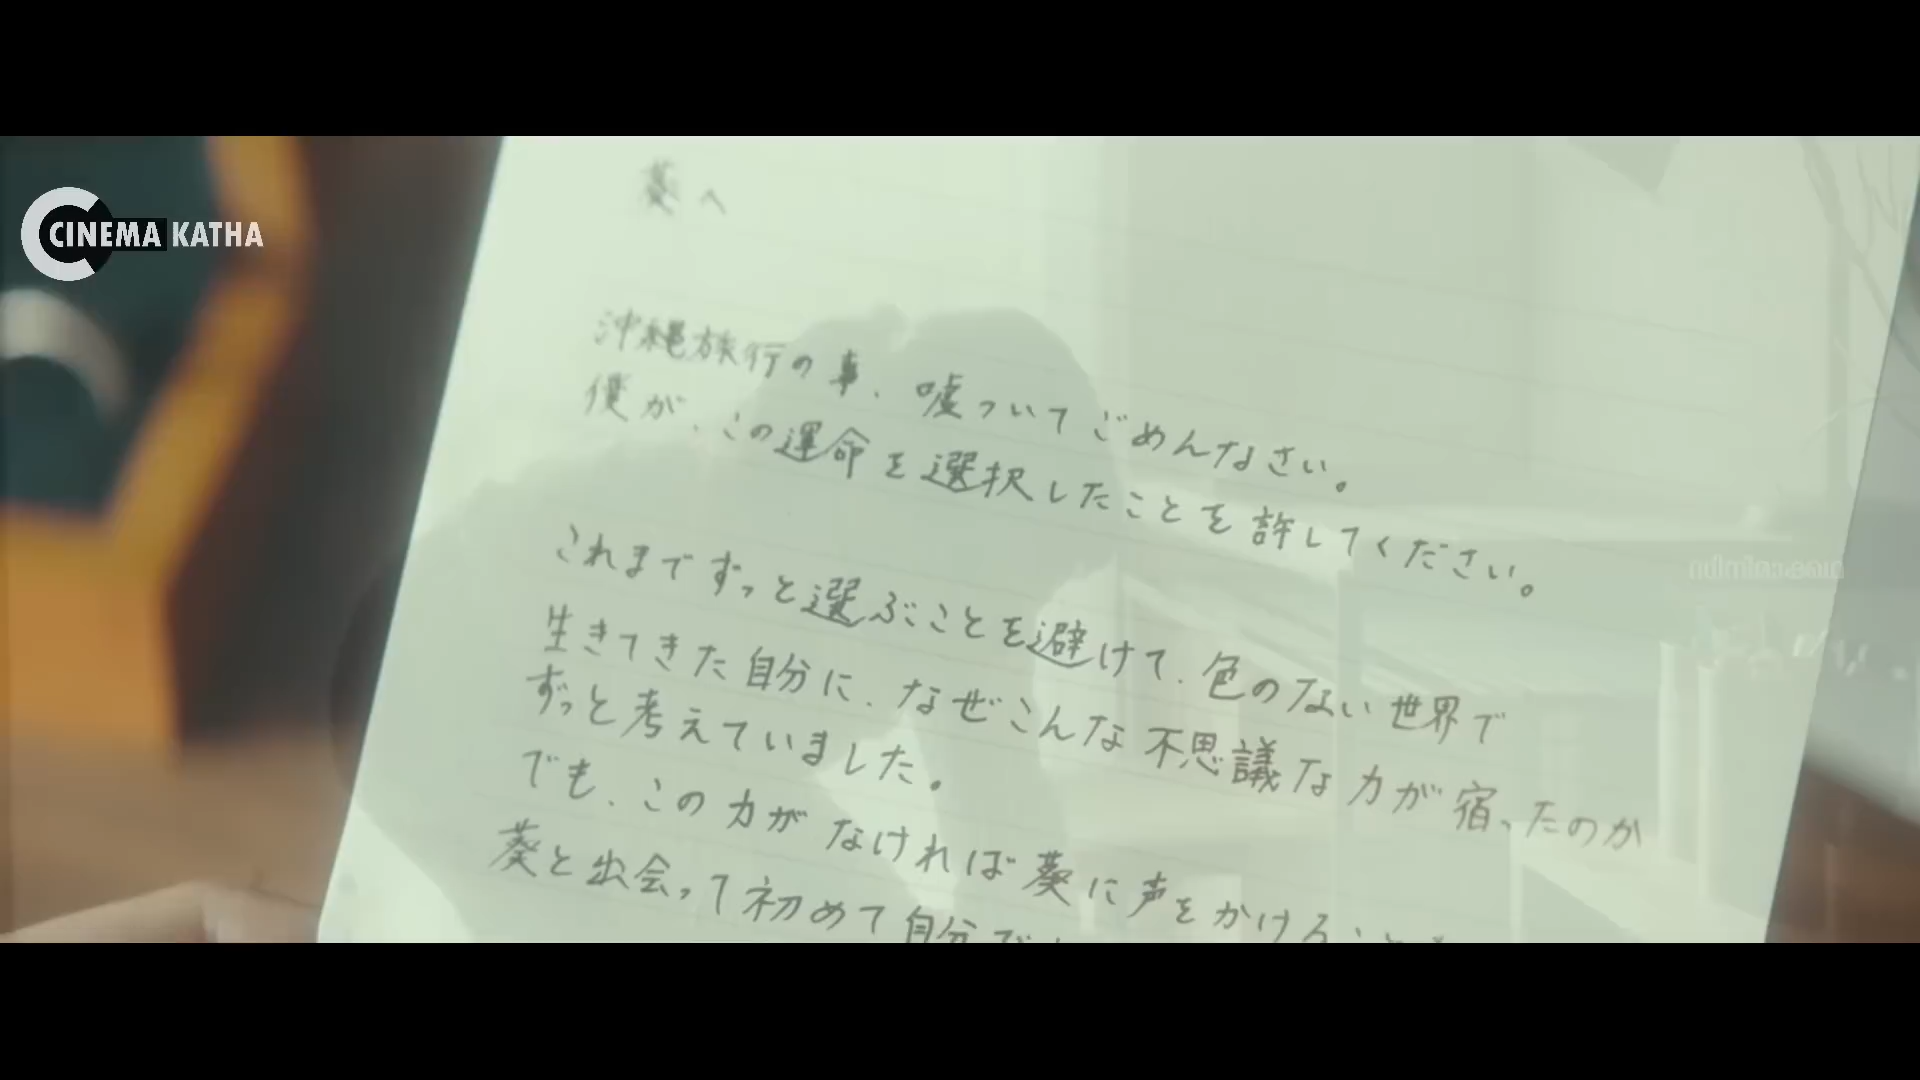 CINEMA KATHA
葵へ
沖縄旅行の事、嘘ついてごめんなさい。
僕が、この運命を選択したことを許してください。
これまでずっと選ぶことを避けて、色のない世界で
生きてきた自分に、なぜこんな不思議な力が宿ったのか
ずっと考えていました。
でも、この力がなければ葵に声をかけること
葵と出会って初めて自分で